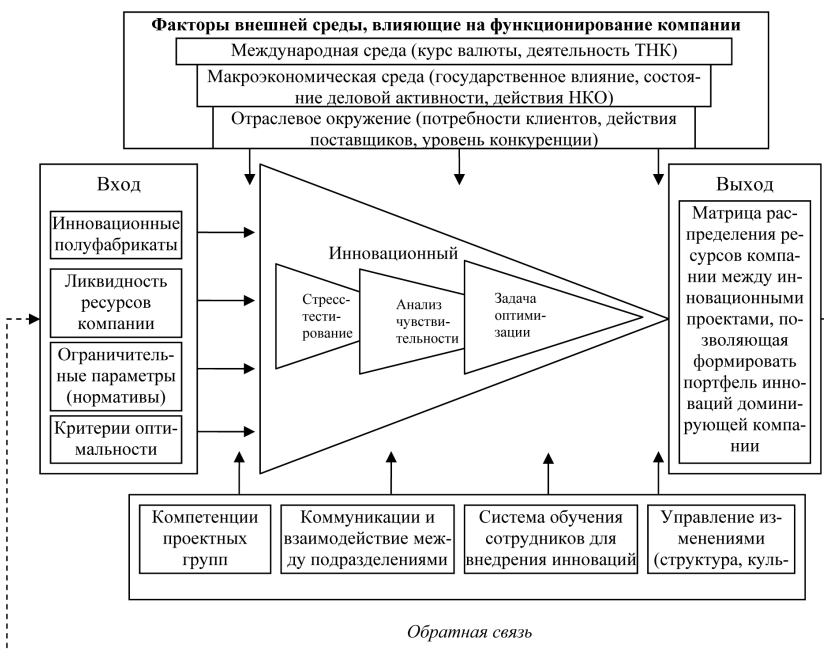 Факторы внешней среды, влияющие на функционирование компании
Международная среда (курс валюты, деятельность ТНК)
Макроэкономическая среда (государственное влияние, состоя-
ние деловой активности, действия НКО)
Отраслевое окружение (потребности клиентов, действия
поставщиков, уровень конкуренции)
Вход
Инновационные
полуфабрикаты
Ликвидность
ресурсов
компании
Ограничитель-
ные параметры
(нормативы)
Критерии опти-
мальности
Инновационный
Стресс-
тести-
рование
Анализ
чувстви-
тельности
Задача
оптими-
зации
Выход
Матрица рас-
пределения ре-
сурсов компа-
нии между ин-
новационными
проектами, по-
зволяющая
формировать
портфель инно-
ваций домини-
рующей компа-
нии
Компетенции
проектных
групп
Коммуникации и
взаимодействие меж-
ду подразделениями
Система обучения
сотрудников для
внедрения инноваций
Управление из-
менениями
(структура, куль-
Обратная связь